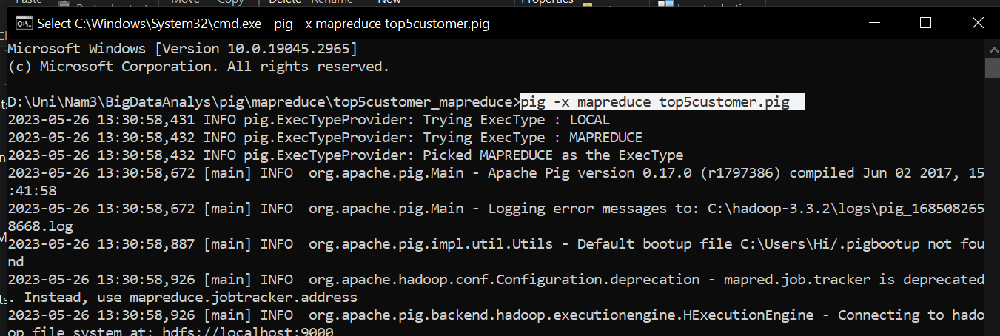 Paste
Move
Copy
Delete
Rename
New
Properties
Select C:\Windows\System32\cmd.exe - pig  -x mapreduce top5customer.pig
Microsoft Windows [Version 10.0.19045.2965]
(c) Microsoft Corporation. All rights reserved.
D:\Uni\Nam3\BigDataAnalys\pig\mapreduce\top5customer_mapreduce>pig -x mapreduce top5customer.pig
2023-05-26 13:30:58,431 INFO pig.ExecTypeProvider: Trying ExecType : LOCAL
2023-05-26 13:30:58,432 INFO pig.ExecTypeProvider: Trying ExecType : MAPREDUCE
2023-05-26 13:30:58,432 INFO pig.ExecTypeProvider: Picked MAPREDUCE as the ExecType
2023-05-26 13:30:58,672 [main] INFO  org.apache.pig.Main - Apache Pig version 0.17.0 (r1797386) compiled Jun 02 2017, 15
:41:58
2023-05-26 13:30:58,672 [main] INFO  org.apache.pig.Main - Logging error messages to: C:\hadoop-3.3.2\logs\pig_168508265
8668.log
2023-05-26 13:30:58,887 [main] INFO  org.apache.pig.impl.util.Utils - Default bootup file C:\Users\Hi/.pigbootup not fou
nd
2023-05-26 13:30:58,926 [main] INFO  org.apache.hadoop.conf.Configuration.deprecation - mapred.job.tracker is deprecated
. Instead, use mapreduce.jobtracker.address
2023-05-26 13:30:58,926 [main] INFO  org.apache.pig.backend.hadoop.executionengine.HExecutionEngine - Connecting to hado
op file system at: hdfs://localhost:9000